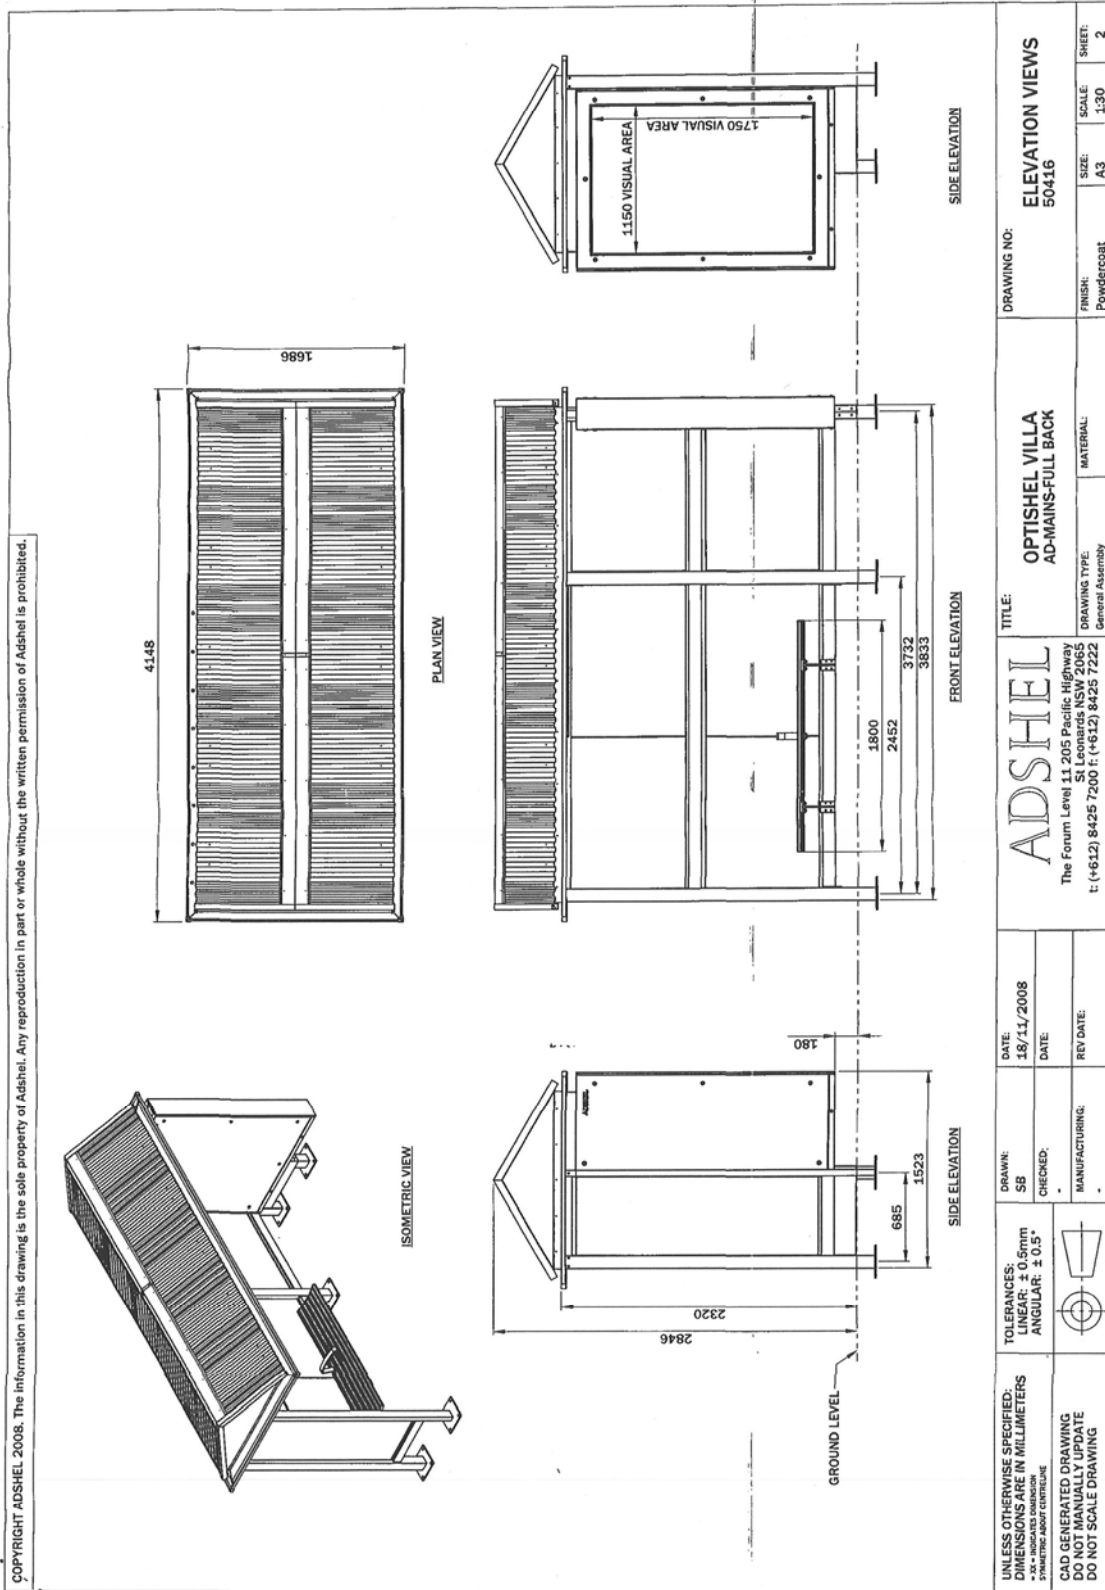 COPYRIGHT ADSHEL 2008. The information in this drawing is the sole property of Adshel. Any reproduction in part or whole without the written permission of Adshel is prohibited.
ISOMETRIC VIEW
4148
1686
PLAN VIEW
2846
2320
685
1523
180
GROUND LEVEL
SIDE ELEVATION
1800
2452
3732
3833
FRONT ELEVATION
1150 VISUAL AREA
1750 VISUAL AREA
SIDE ELEVATION
UNLESS OTHERWISE SPECIFIED:
DIMENSIONS ARE IN MILLIMETERS
• XX • INDICATES DIMENSION
SYMMETRIC ABOUT CENTRELINE
CAD GENERATED DRAWING
DO NOT MANUALLY UPDATE
DO NOT SCALE DRAWING
TOLERANCES:
LINEAR: ± 0.5mm
ANGULAR: ± 0.5°
DRAWN:
SB
DATE:
18/11/2008
CHECKED:
-
DATE:
MANUFACTURING:
-
REV DATE:
ADSHEL
The Forum Level 11 205 Pacific Highway
St Leonards NSW 2065
t: (+612) 8425 7200 f: (+612) 8425 7222
TITLE:
OPTISHEL VILLA
AD-MAINS-FULL BACK
DRAWING TYPE:
General Assembly
MATERIAL:
DRAWING NO:
ELEVATION VIEWS
50416
FINISH:
Powdercoat
SIZE:
A3
SCALE:
1:30
SHEET:
2